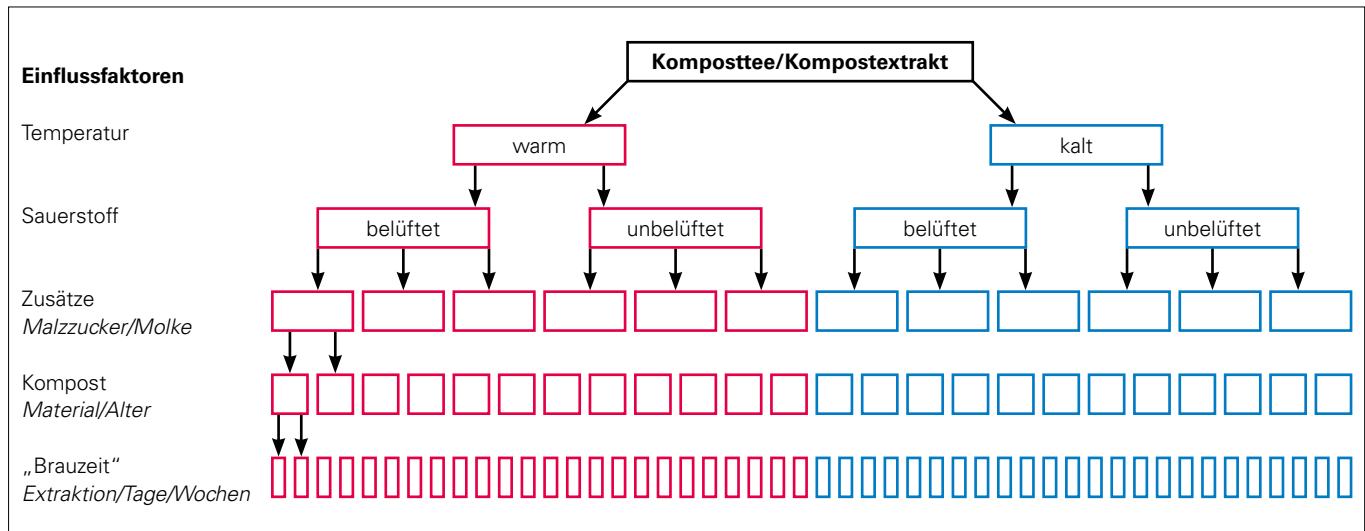 Komposttee/Kompostextrakt
Einflussfaktoren
Temperatur
warm
kalt
Sauerstoff
belüftet
unbelüftet
belüftet
unbelüftet
Zusätze
Malzzucker/Molke
Kompost
Material/Alter
„Brauzeit"
Extraktion/Tage/Wochen